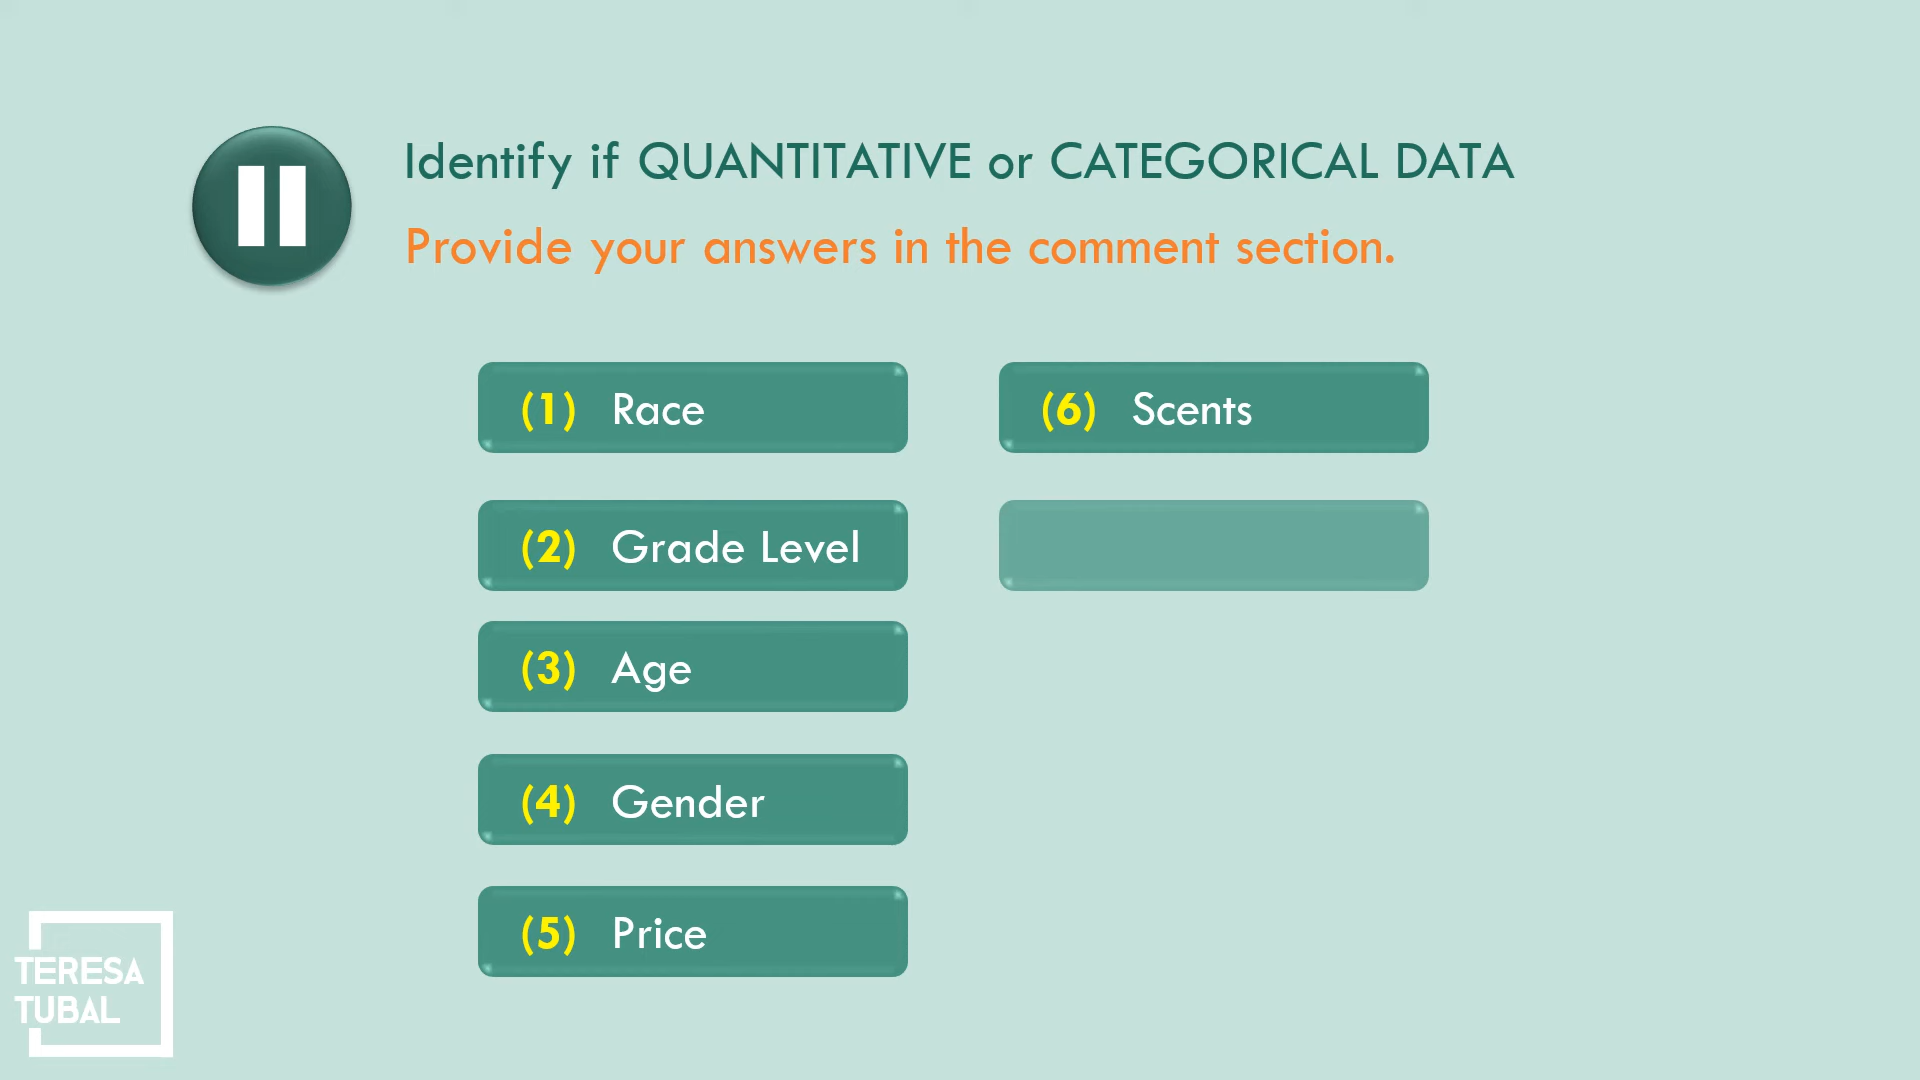 Identify if QUANTITATIVE or CATEGORICAL DATA
Provide your answers in the comment section.
(1) Race
(2) Grade Level
(3) Age
(4) Gender
(5) Price
(6) Scents
TERESA
TUBAL